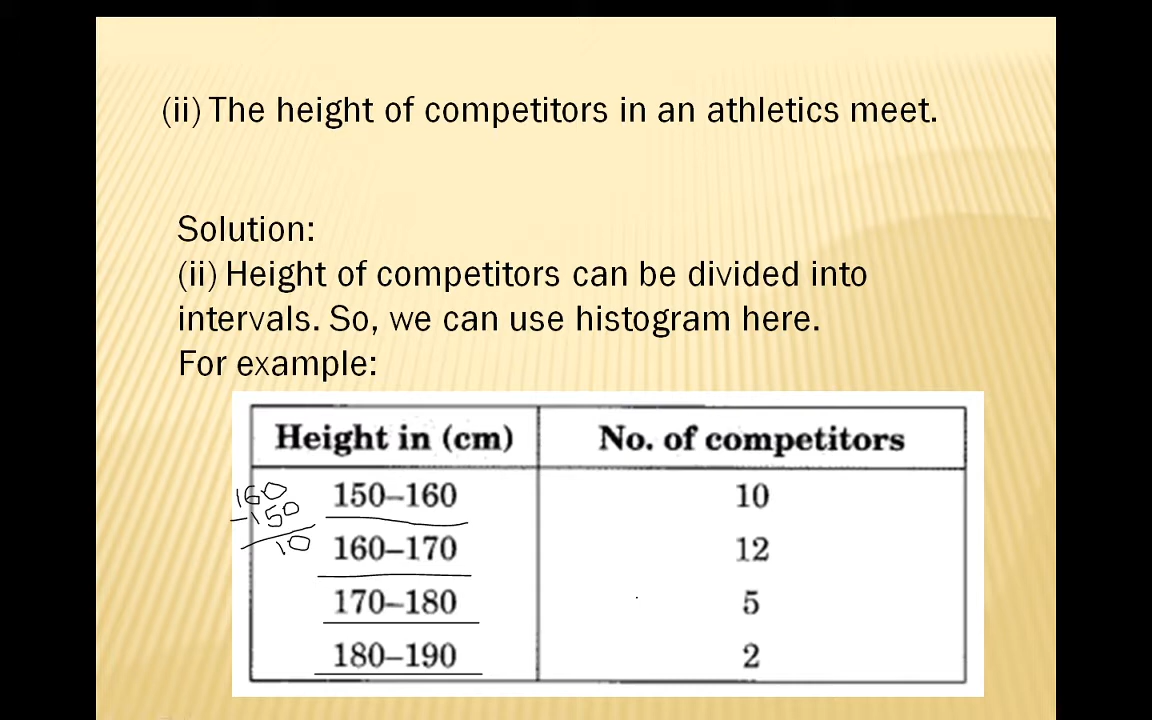 (ii) The height of competitors in an athletics meet.
Solution:
(ii) Height of competitors can be divided into
intervals. So, we can use histogram here.
For example:
Height in (cm) No. of competitors
150–160 10
160–170 12
170–180 5
180–190 2
160
-150
10